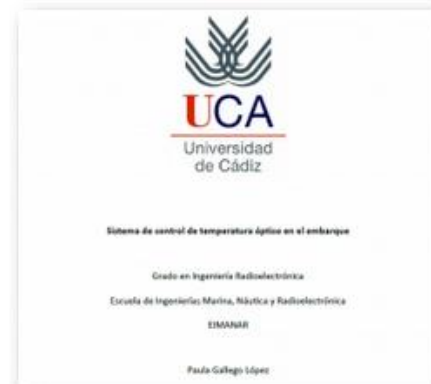 UCA
Universidad
de Cádiz
Sistema de control de temperatura óptico en el embarque
Grado en Ingeniería Radioelectrónica
Escuela de Ingenierías Marina, Náutica y Radioelectrónica
EIMANAR
Paula Gallego López